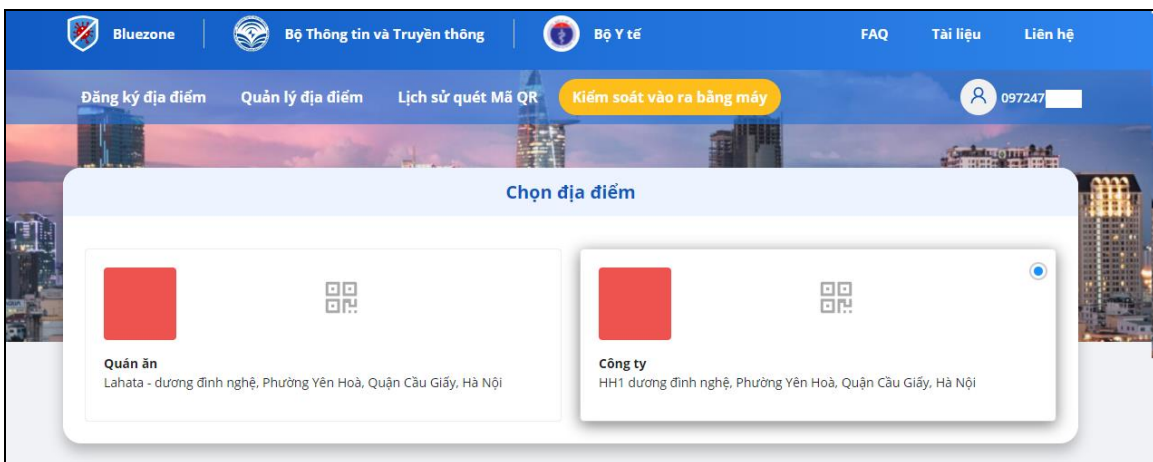 Bluezone Bộ Thông tin và Truyền thông Bộ Y tế FAQ Tài liệu Liên hệ
Đăng ký địa điểm Quản lý địa điểm Lịch sử quét Mã QR Kiểm soát vào ra bằng máy 097247
Chọn địa điểm
Quán ăn
Lahata - dương đình nghệ, Phường Yên Hoà, Quận Cầu Giấy, Hà Nội
Công ty
HH1 dương đình nghệ, Phường Yên Hoà, Quận Cầu Giấy, Hà Nội